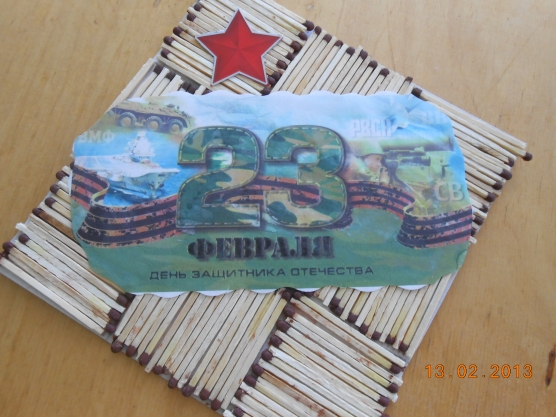 ВМФ
РВСН
СВ
23
ФЕВРАЛЯ
ДЕНЬ ЗАЩИТНИКА ОТЕЧЕСТВА
13.02.2013